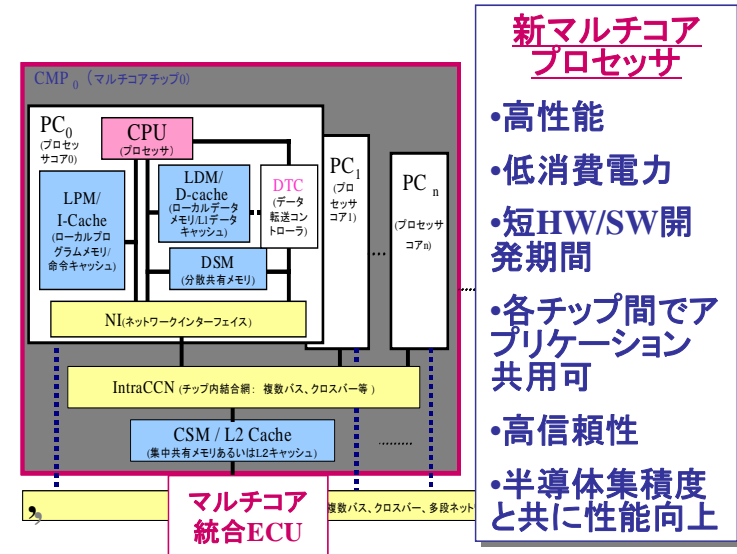 CMP0 (マルチコアチップ0)
PC0
(プロセッ
サコア0)
CPU
(プロセッサ)
LPM/
I-Cache
(ローカルプロ
グラムメモリ/
命令キャッシュ)
LDM/
D-cache
(ローカルデータ
メモリ/L1データ
キャッシュ)
DTC
(データ
転送コン
トローラ)
DSM
(分散共有メモリ)
NI(ネットワークインターフェイス)
PC1
(プロ
セッサ
コア1)
PC n
(プロセッサ
コアn)
IntraCCN (チップ内結合網: 複数バス、クロスバー等 )
CSM / L2 Cache
(集中共有メモリあるいはL2キャッシュ)
マルチコア
統合ECU
複数バス、クロスバー、多段ネット
新マルチコア
プロセッサ
•高性能
•低消費電力
•短HW/SW開
発期間
•各チップ間でア
プリケーション
共用可
•高信頼性
•半導体集積度
と共に性能向上